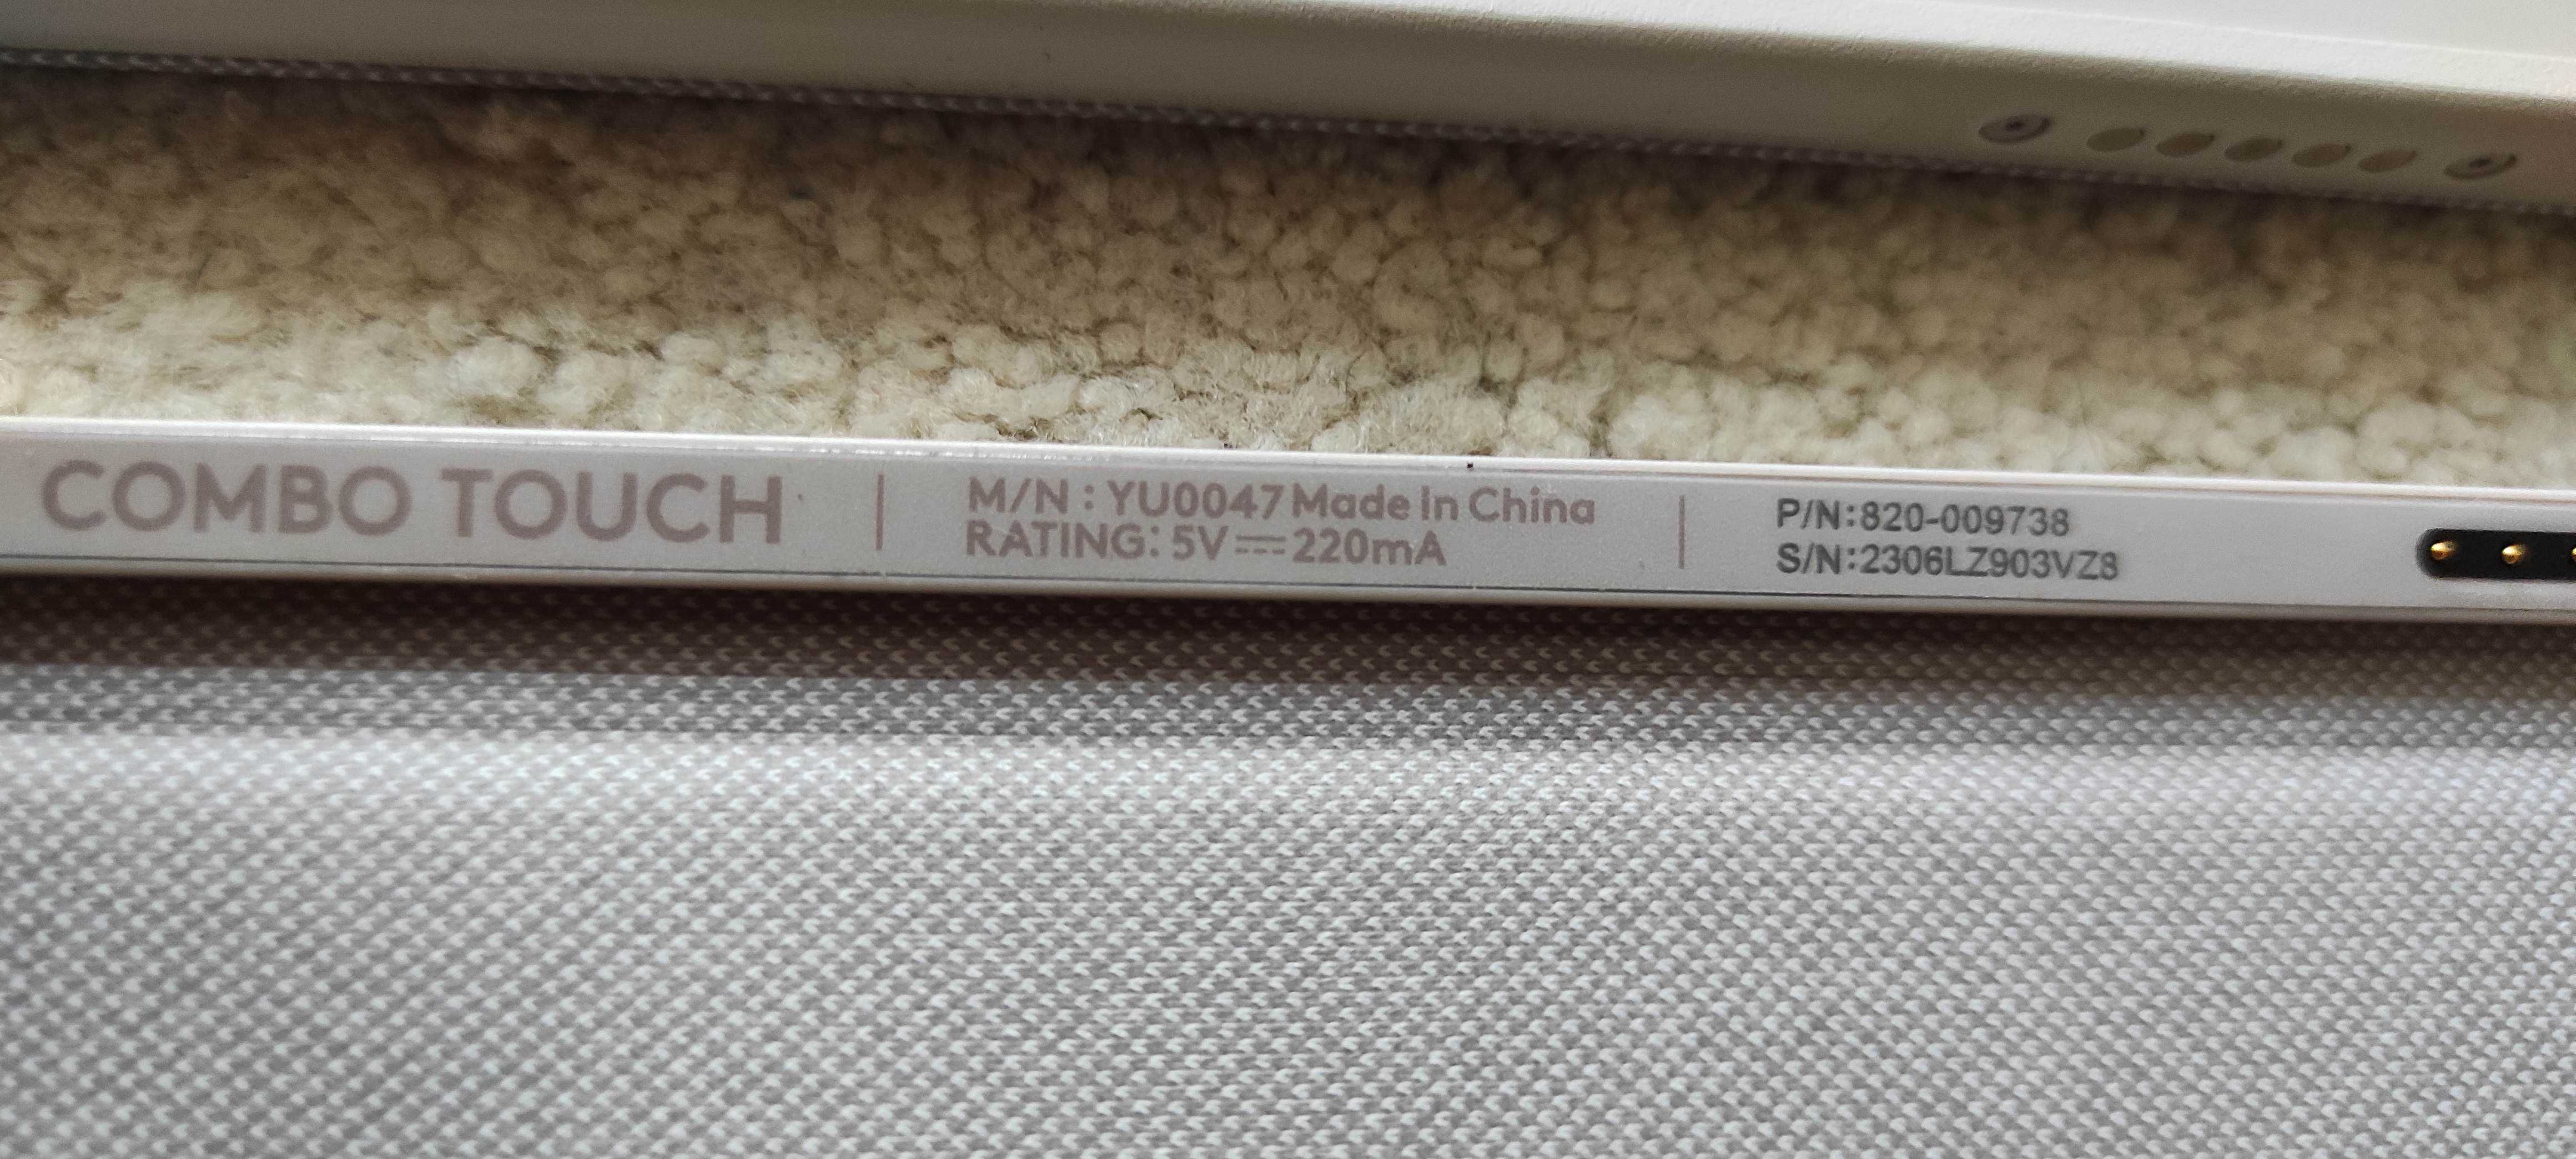 COMBO TOUCH
M/N : YU0047 Made in China
RATING: 5V⎓220mA
P/N:820-009738
S/N:2306LZ903VZ8